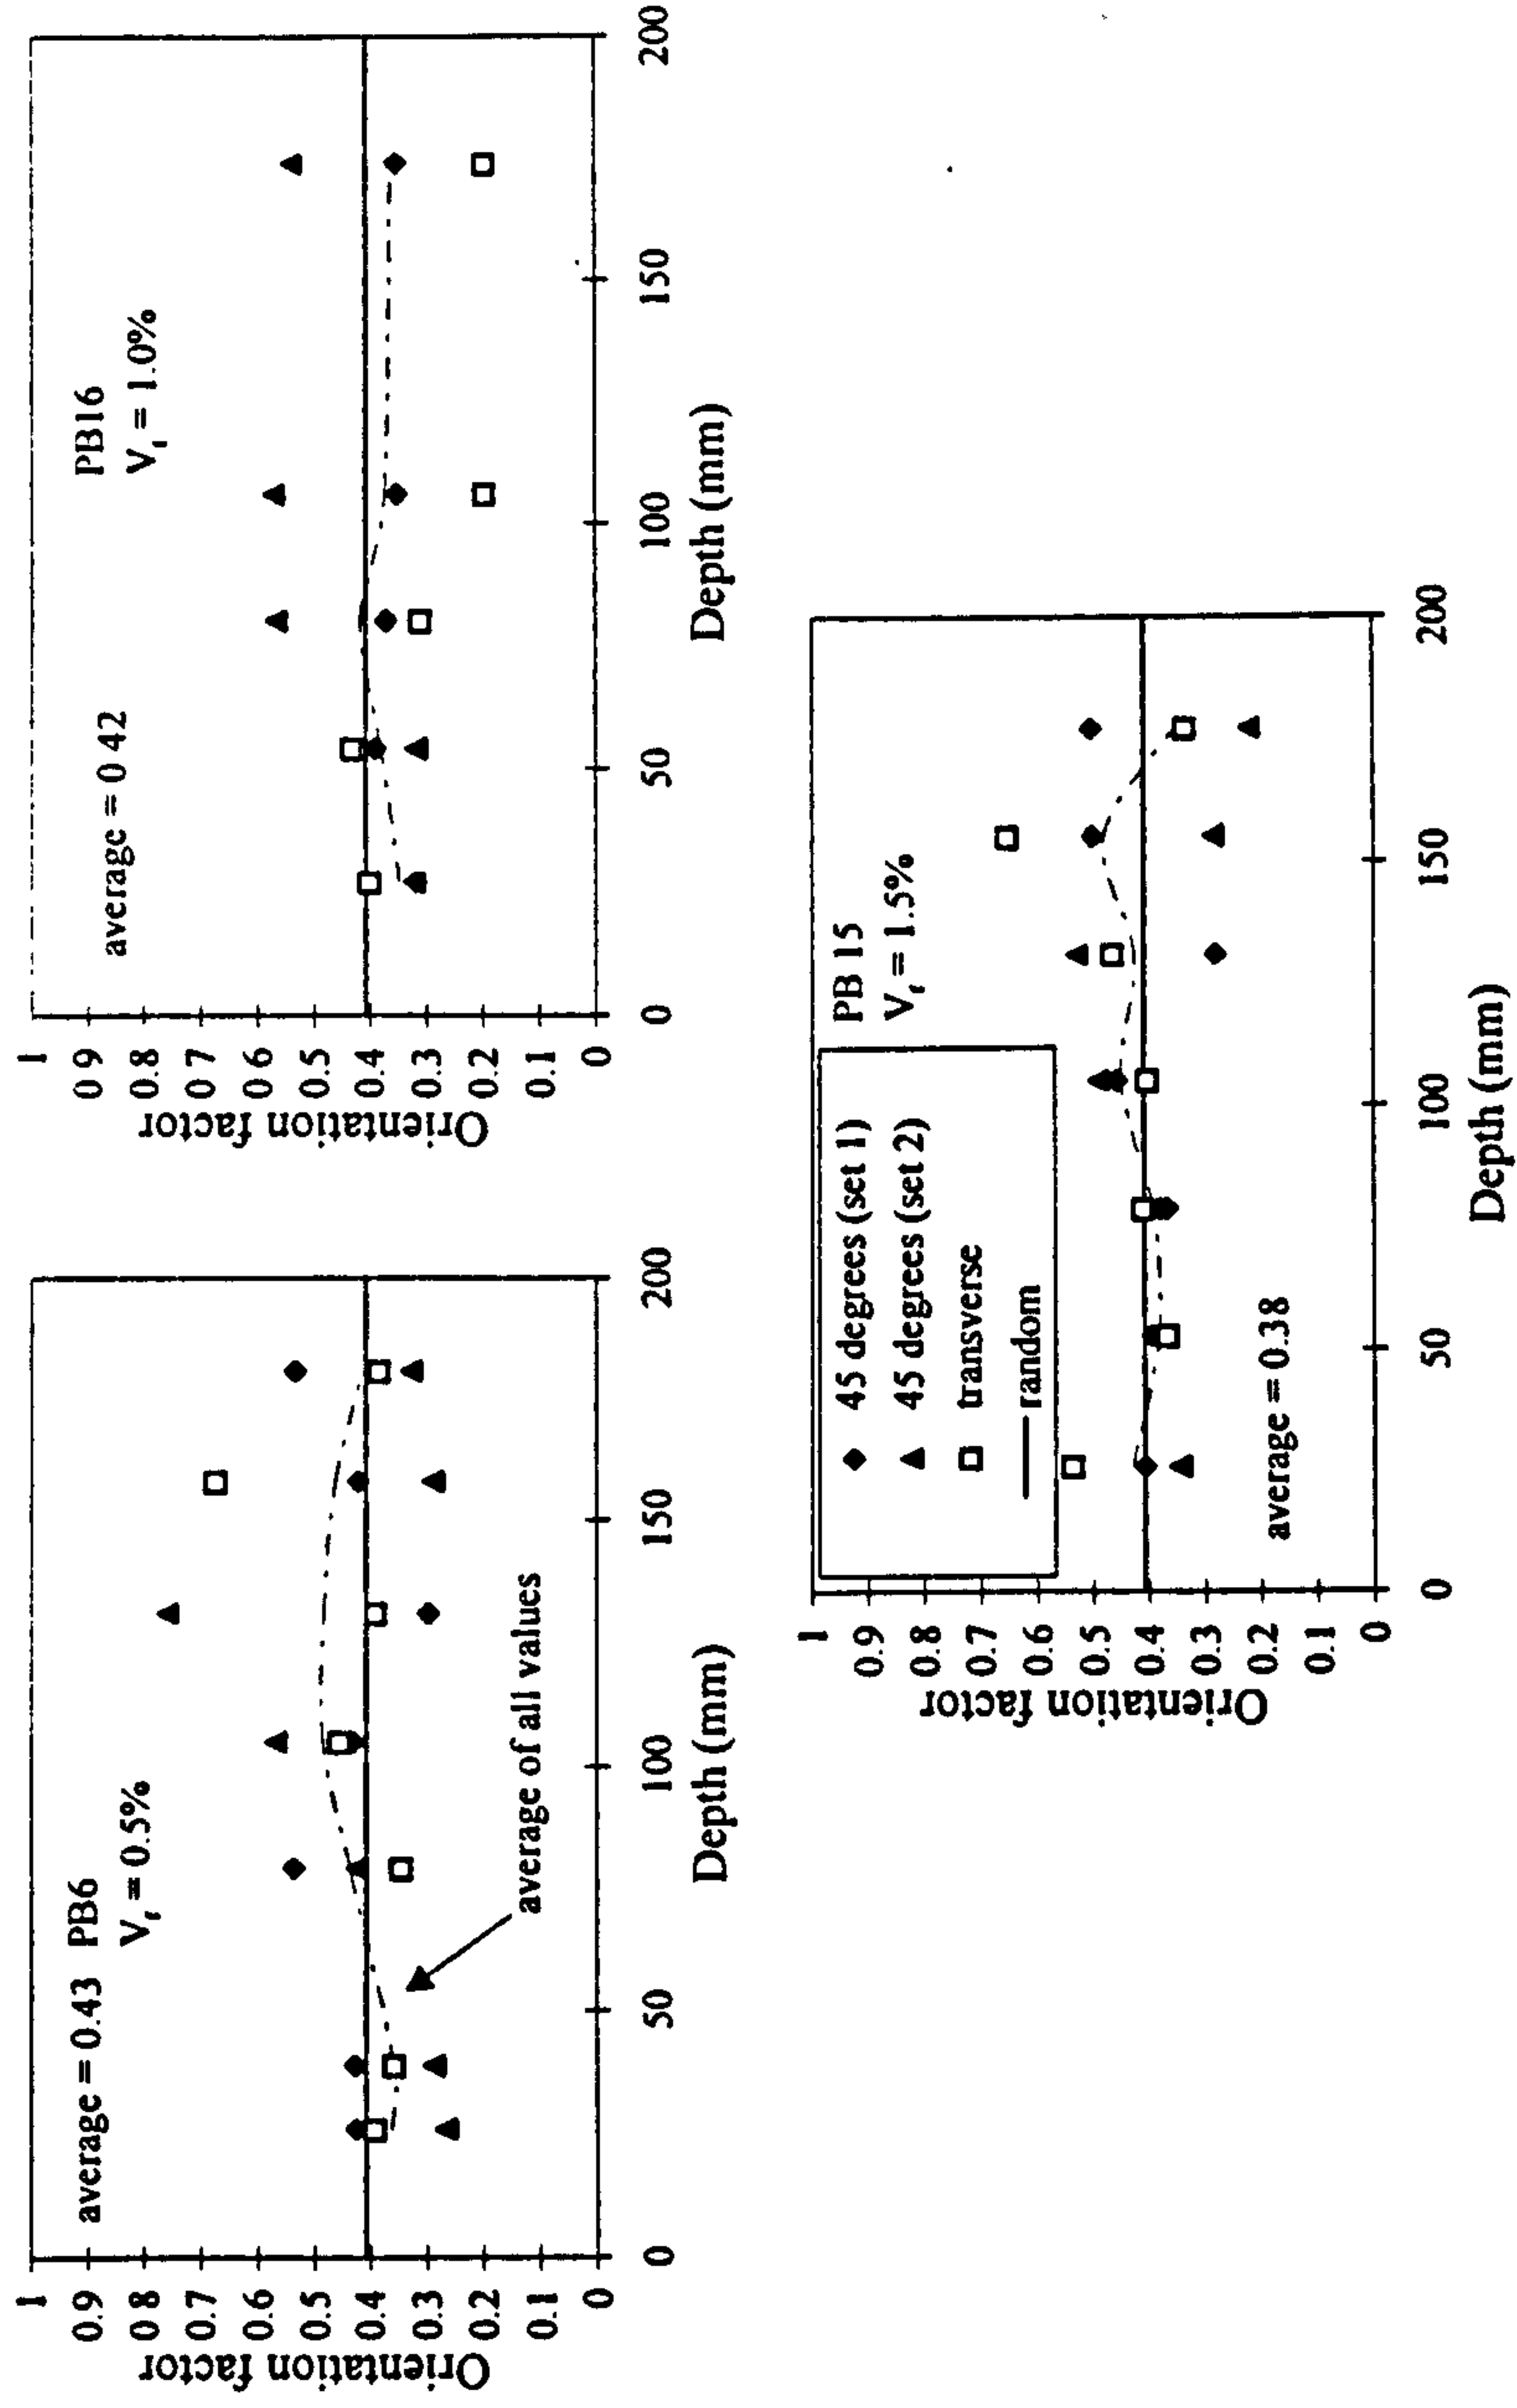 average = 0.43 PB6
V_f = 0.5%
average of all values
Orientation factor
1
0.9
0 8
0.7
0.6
0.5
0.4
0.3
0.2
0.1
0
0
50
100
150
200
Depth (mm)
average = 0 42
PB16
V_f = 1.0%
Orientation factor
1
0 9
0.8
0 7
0 6
0.5
0.4
0.3
0.2
0.1
0
0
50
100
150
200
Depth (mm)
45 degrees (set 1)
45 degrees (set 2)
transverse
random
PB 15
V_f = 1.5%
average = 0.38
Orientation factor
1
0.9
0.8
0.7
0.6
0.5
0.4
0.3
0.2
0.1
0
0
50
100
150
200
Depth (mm)